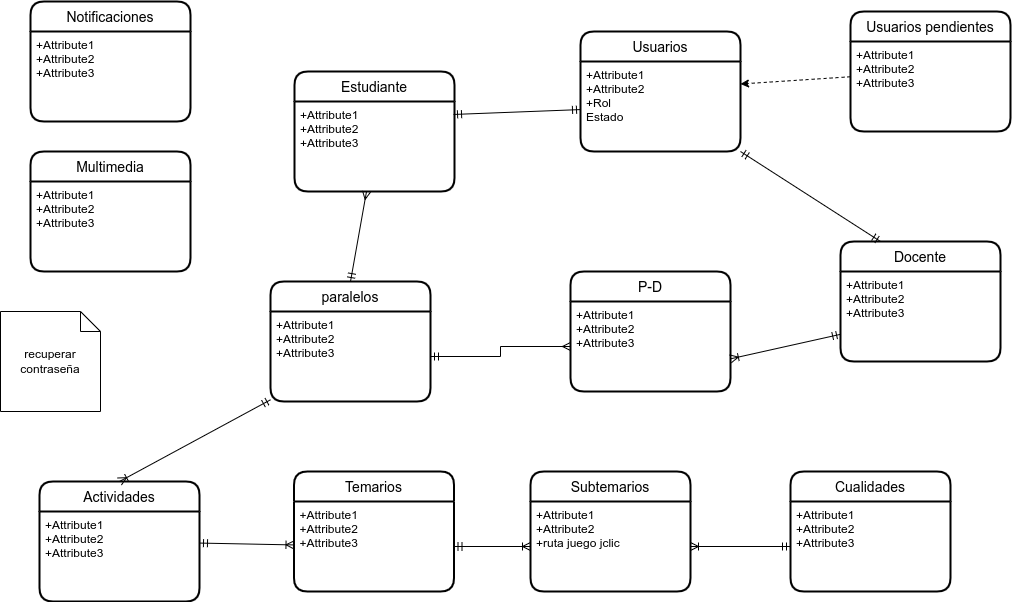 Notificaciones
+Attribute1
+Attribute2
+Attribute3
Usuarios pendientes
+Attribute1
+Attribute2
+Attribute3
Usuarios
+Attribute1
+Attribute2
+Rol
Estado
Estudiante
+Attribute1
+Attribute2
+Attribute3
Multimedia
+Attribute1
+Attribute2
+Attribute3
Docente
+Attribute1
+Attribute2
+Attribute3
P-D
+Attribute1
+Attribute2
+Attribute3
paralelos
+Attribute1
+Attribute2
+Attribute3
recuperar
contraseña
Actividades
+Attribute1
+Attribute2
+Attribute3
Temarios
+Attribute1
+Attribute2
+Attribute3
Subtemarios
+Attribute1
+Attribute2
+ruta juego jclic
Cualidades
+Attribute1
+Attribute2
+Attribute3